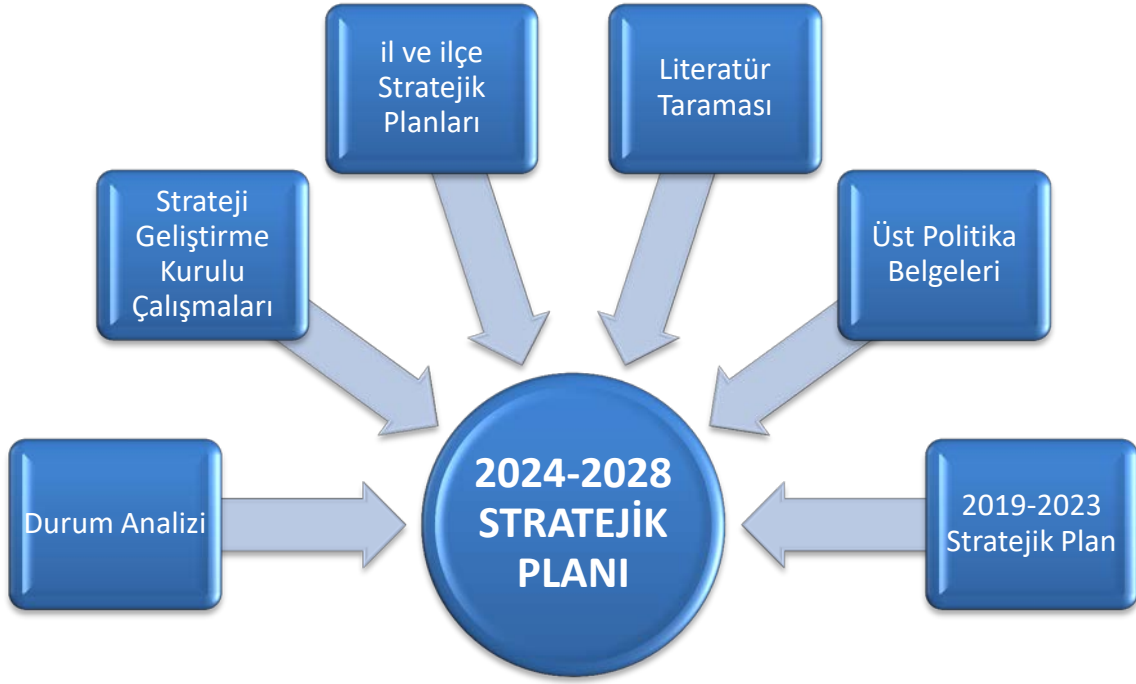 il ve ilçe
Stratejik
Planları
Literatür
Taraması
Strateji
Geliştirme
Kurulu
Çalışmaları
Üst Politika
Belgeleri
Durum Analizi
2024-2028
STRATEJİK
PLANI
2019-2023
Stratejik Plan